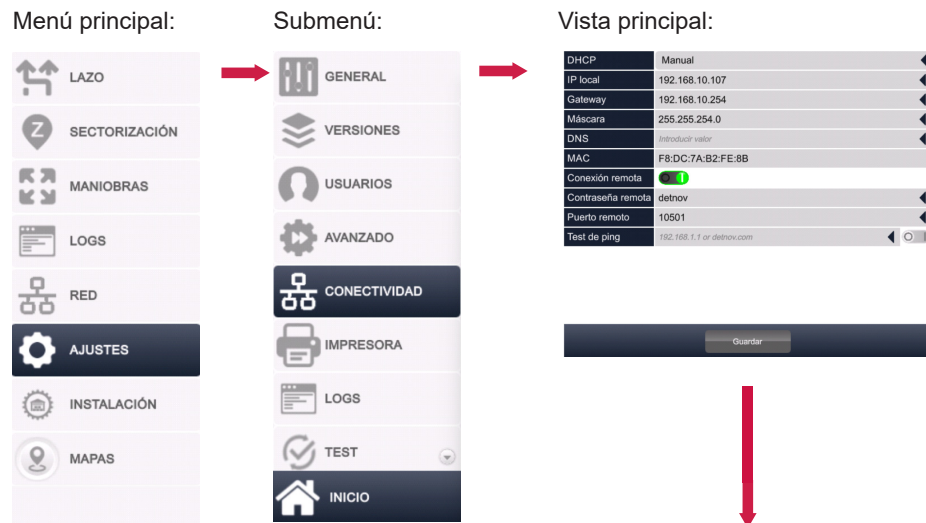 Menú principal:
LAZO
SECTORIZACIÓN
MANIOBRAS
LOGS
RED
AJUSTES
INSTALACIÓN
MAPAS
Submenú:
GENERAL
VERSIONES
USUARIOS
AVANZADO
CONECTIVIDAD
IMPRESORA
LOGS
TEST
INICIO
Vista principal:
DHCP Manual
IP local 192.168.10.107
Gateway 192.168.10.254
Máscara 255.255.254.0
DNS Introducir valor
MAC F8:DC:7A:B2:FE:8B
Conexión remota
Contraseña remota detnov
Puerto remoto 10501
Test de ping 192.168.1.1 or detnov.com
Guardar